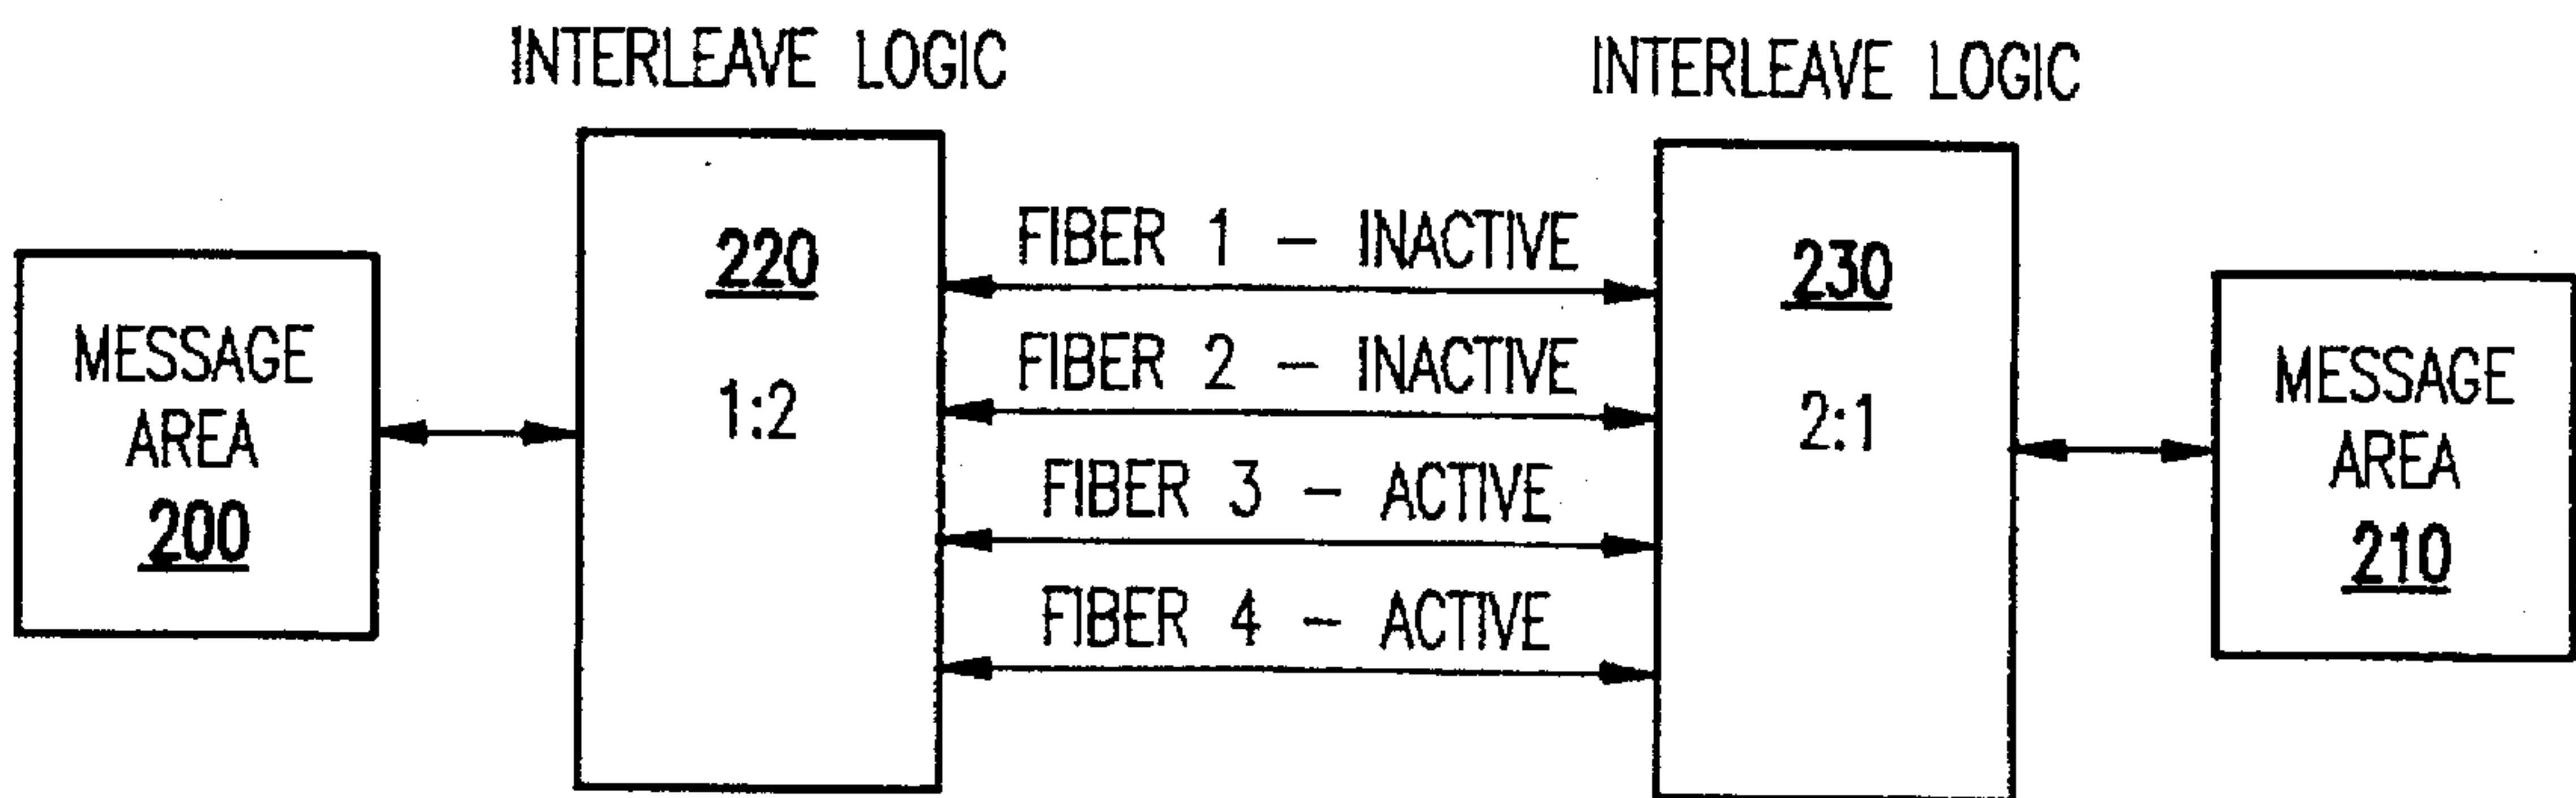 INTERLEAVE LOGIC
INTERLEAVE LOGIC
MESSAGE
AREA
200
220
1:2
FIBER 1 – INACTIVE
FIBER 2 – INACTIVE
FIBER 3 – ACTIVE
FIBER 4 – ACTIVE
230
2:1
MESSAGE
AREA
210